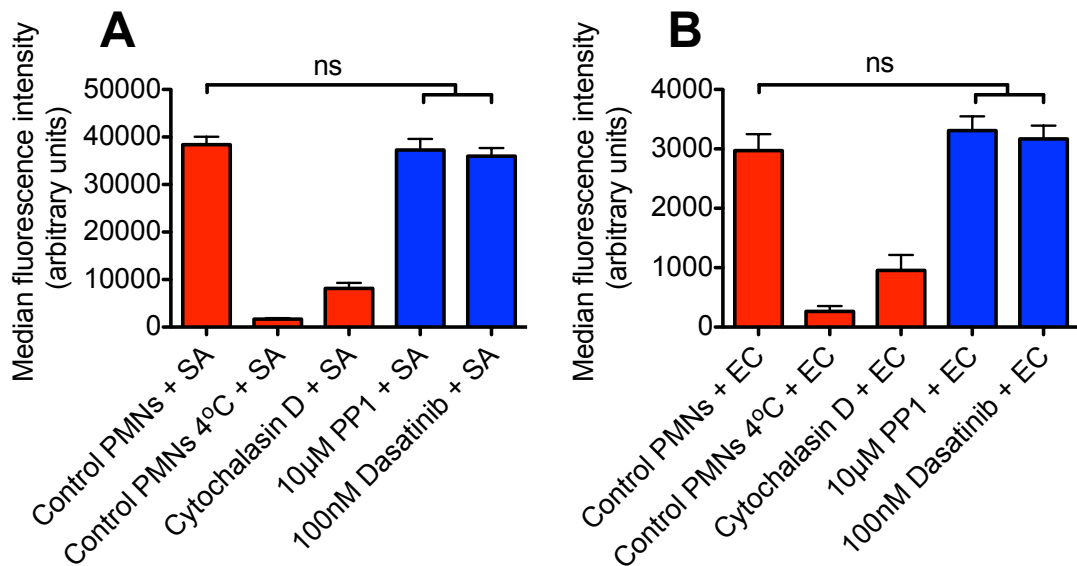 A
ns
Median fluorescence intensity
(arbitrary units)
50000
40000
30000
20000
10000
0
Control PMNs + SA
Control PMNs 4ºC + SA
Cytochalasin D + SA
10µM PP1 + SA
100nM Dasatinib + SA
B
ns
Median fluorescence intensity
(arbitrary units)
4000
3000
2000
1000
0
Control PMNs + EC
Control PMNs 4ºC + EC
Cytochalasin D + EC
10µM PP1 + EC
100nM Dasatinib + EC